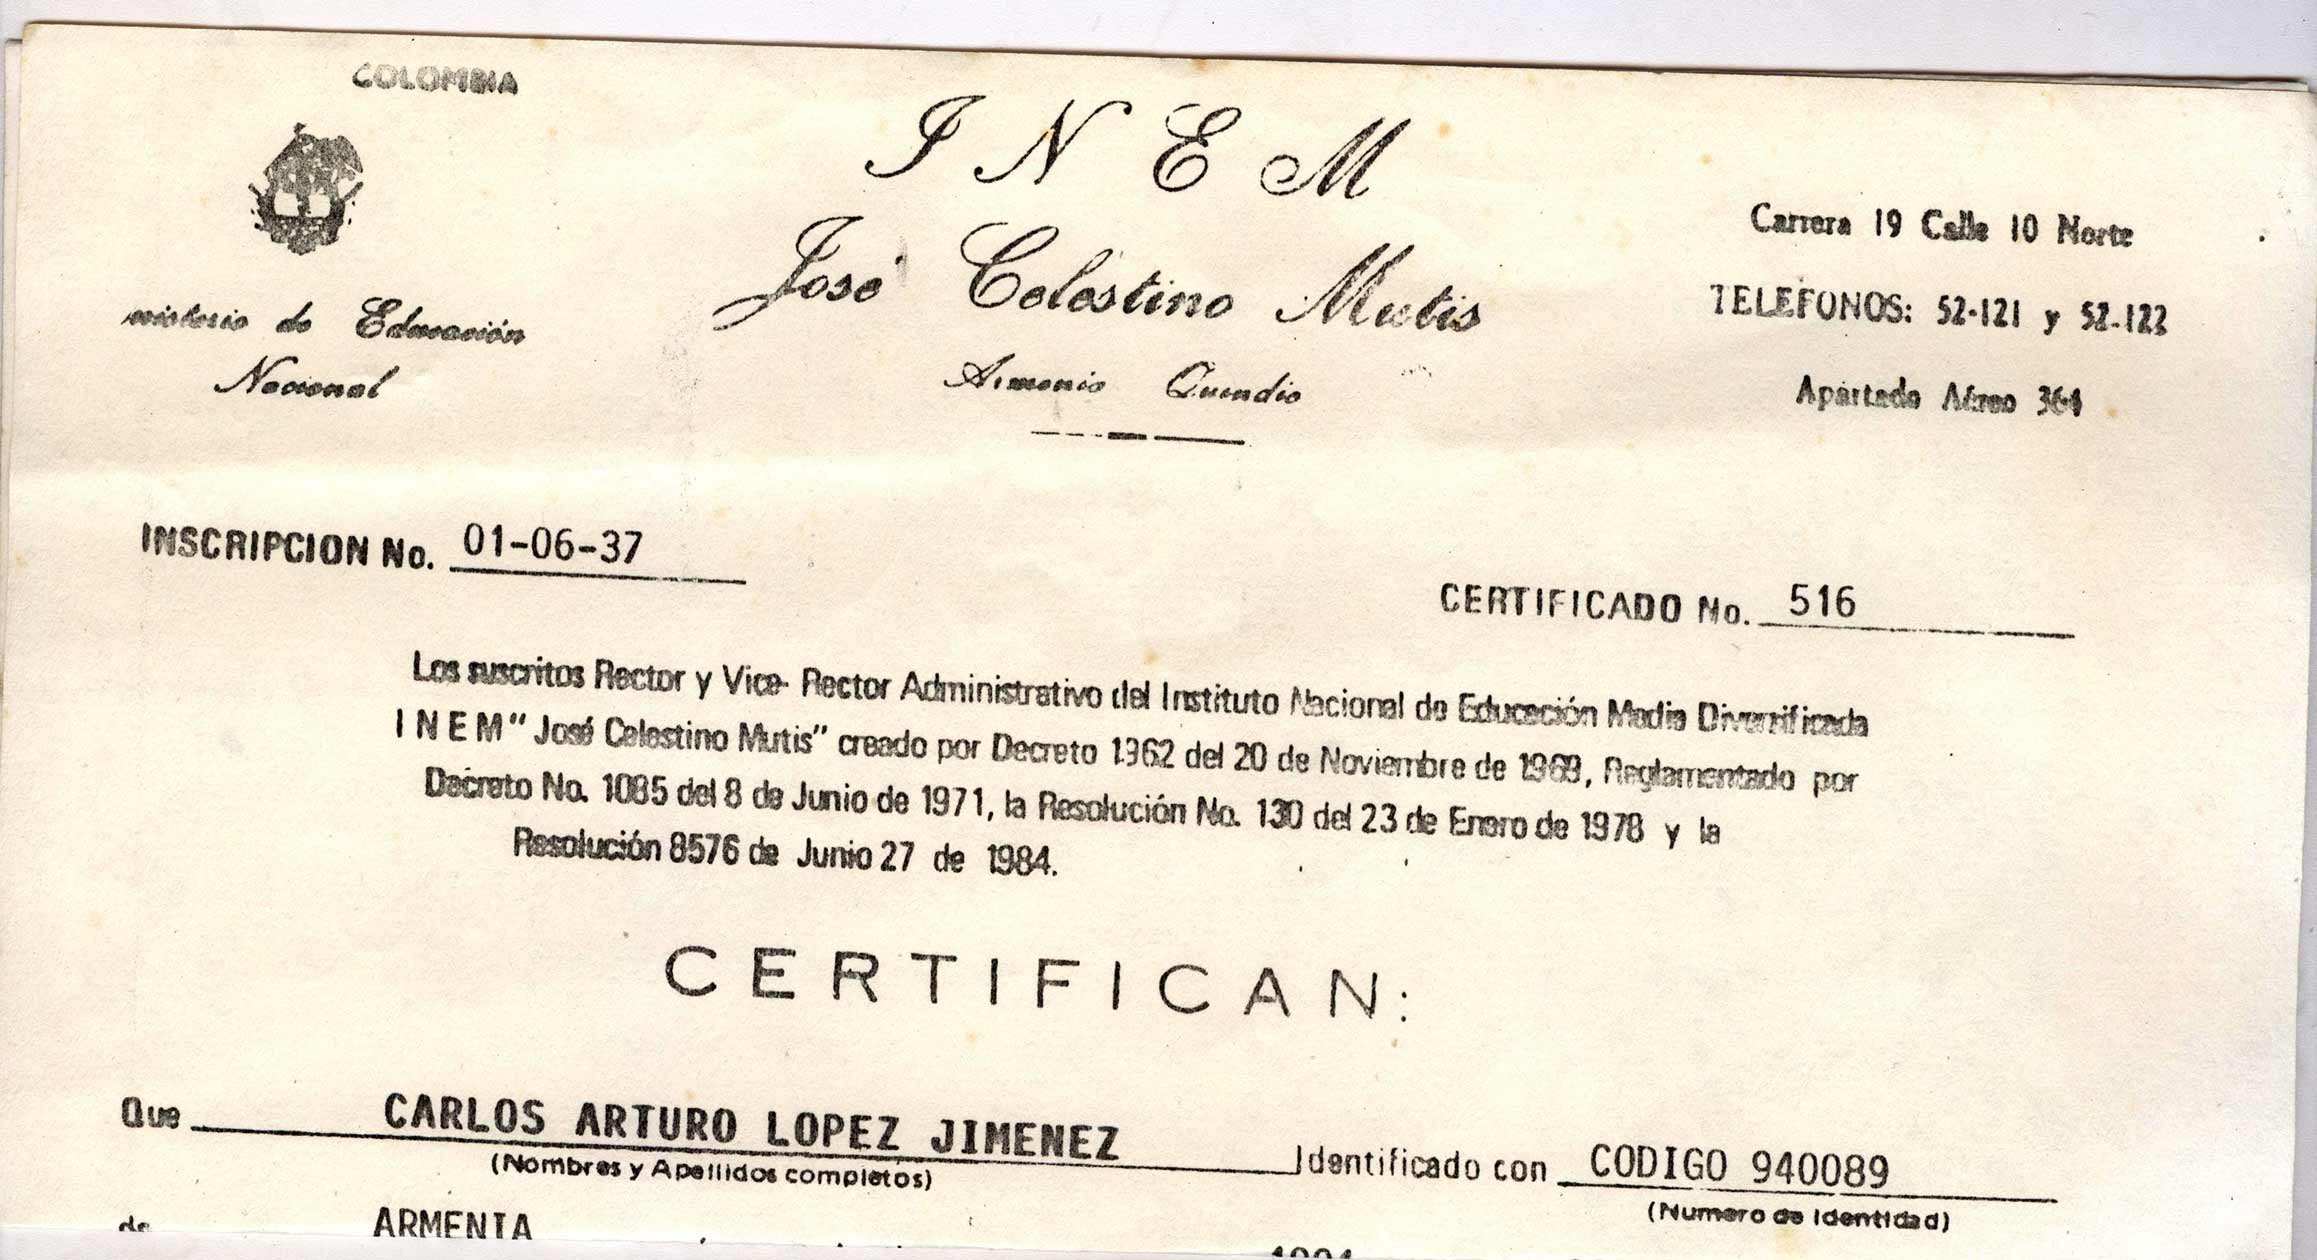 COLOMBIA
I N E M
José Celestino Mutis
Armenia Quindio
de Educación
Nacional
Carrera 19 Calle 10 Norte
TELEFONOS: 52-121 y 52-122
Apartado Aéreo 364
INSCRIPCION No. 01-06-37
CERTIFICADO No. 516
Los suscritos Rector y Vice- Rector Administrativo del Instituto Nacional de Educación Media Diversificada
I N E M " José Celestino Mutis" creado por Decreto 1962 del 20 de Noviembre de 1969, Reglamentado por
Decreto No. 1085 del 8 de Junio de 1971, la Resolución No. 130 del 23 de Enero de 1978 y la
Resolución 8576 de Junio 27 de 1984.
CERTIFICAN:
Que CARLOS ARTURO LOPEZ JIMENEZ Identificado con CODIGO 940089
(Nombres y Apellidos completos) (Numero de Identidad)
de ARMENIA